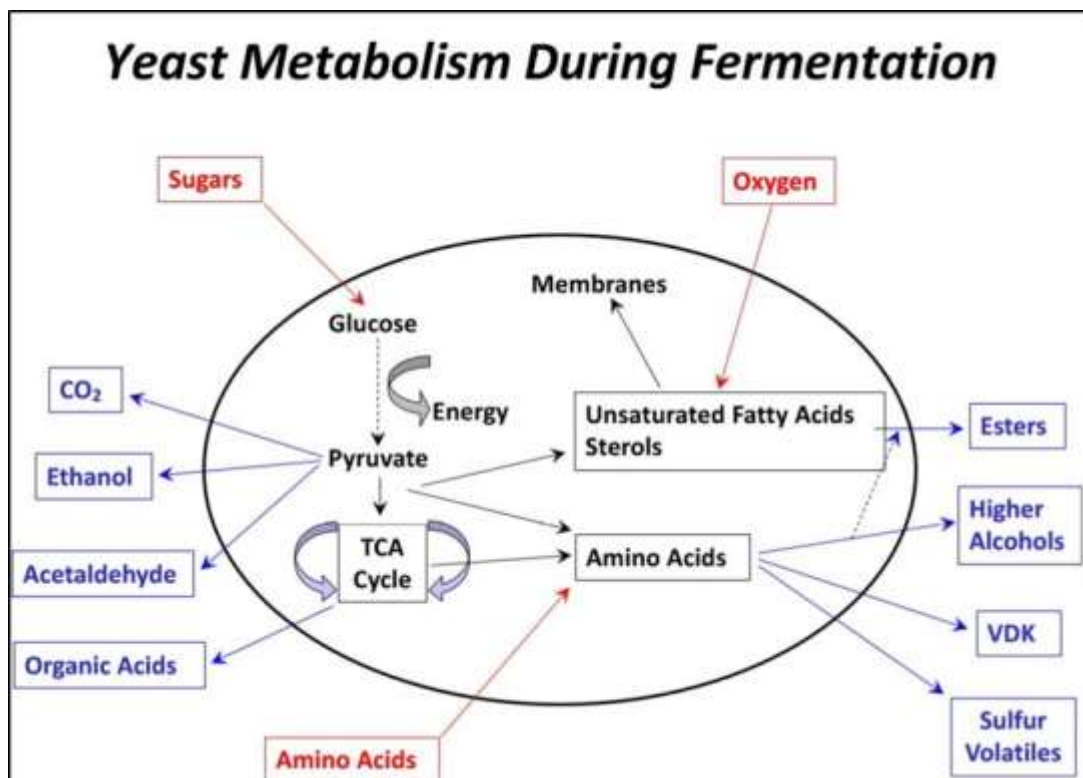 Yeast Metabolism During Fermentation
Sugars
Oxygen
Membranes
Glucose
CO₂
Energy
Unsaturated Fatty Acids
Sterols
Esters
Ethanol
Pyruvate
Higher
Alcohols
TCA
Cycle
Amino Acids
Acetaldehyde
VDK
Organic Acids
Sulfur
Volatiles
Amino Acids